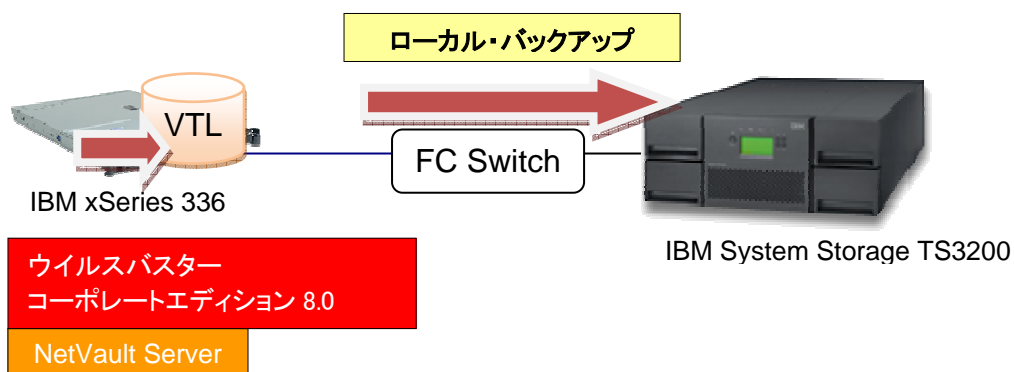 ローカル・バックアップ
VTL
FC Switch
IBM xSeries 336
IBM System Storage TS3200
ウイルスバスター
コーポレートエディション 8.0
NetVault Server